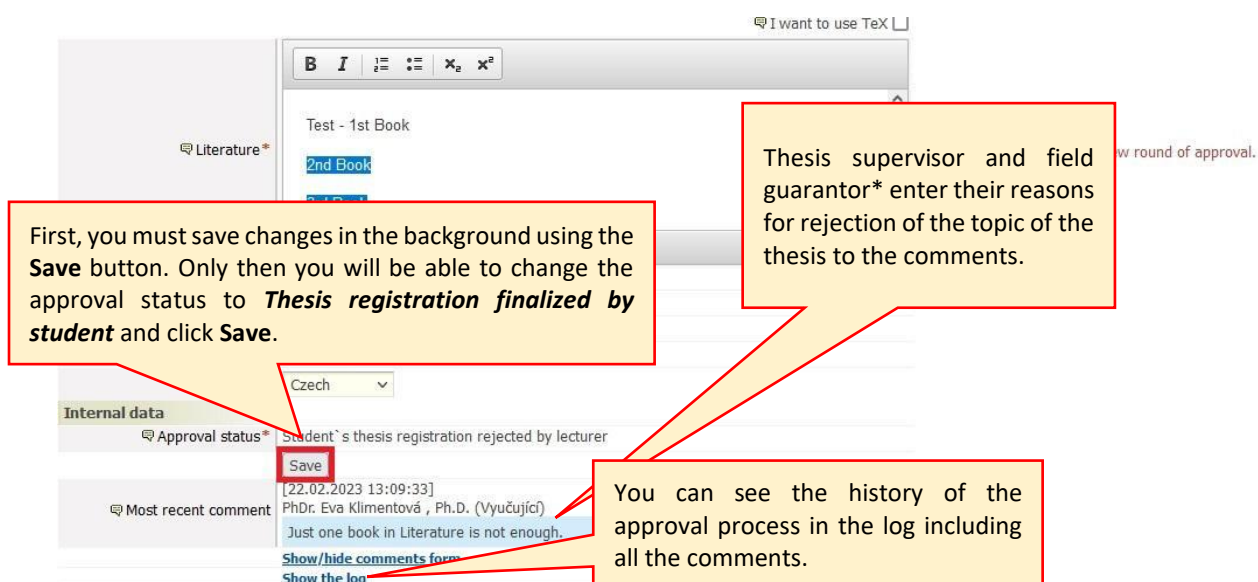 I want to use TeX
B I
Test - 1st Book
Literature*
2nd Book
w round of approval.
Thesis supervisor and field
guarantor* enter their reasons
for rejection of the topic of the
thesis to the comments.
First, you must save changes in the background using the
Save button. Only then you will be able to change the
approval status to Thesis registration finalized by
student and click Save.
Czech
Internal data
Approval status* Student`s thesis registration rejected by lecturer
Save
[22.02.2023 13:09:33]
Most recent comment PhDr. Eva Klimentová , Ph.D. (Vyučující)
Just one book in Literature is not enough.
You can see the history of the
approval process in the log including
all the comments.
Show/hide comments form
Show the log